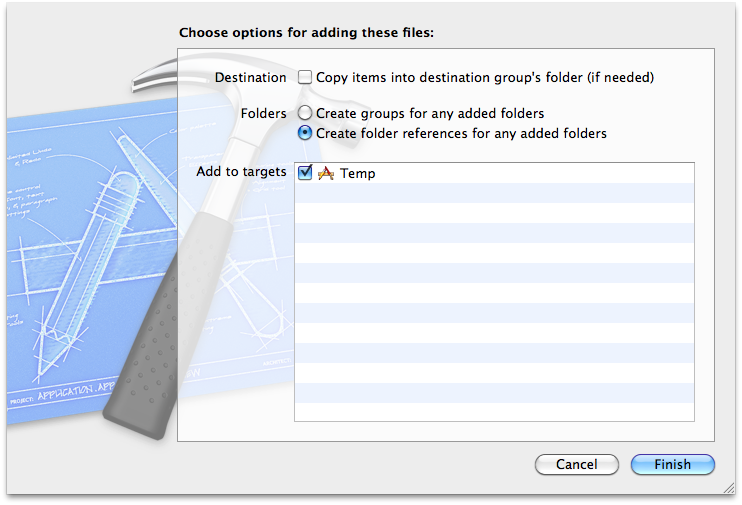 Choose options for adding these files:
Destination
Copy items into destination group's folder (if needed)
Folders
Create groups for any added folders
Create folder references for any added folders
Add to targets
Temp
PROJECT: APPLICATION.APP
Cancel
Finish